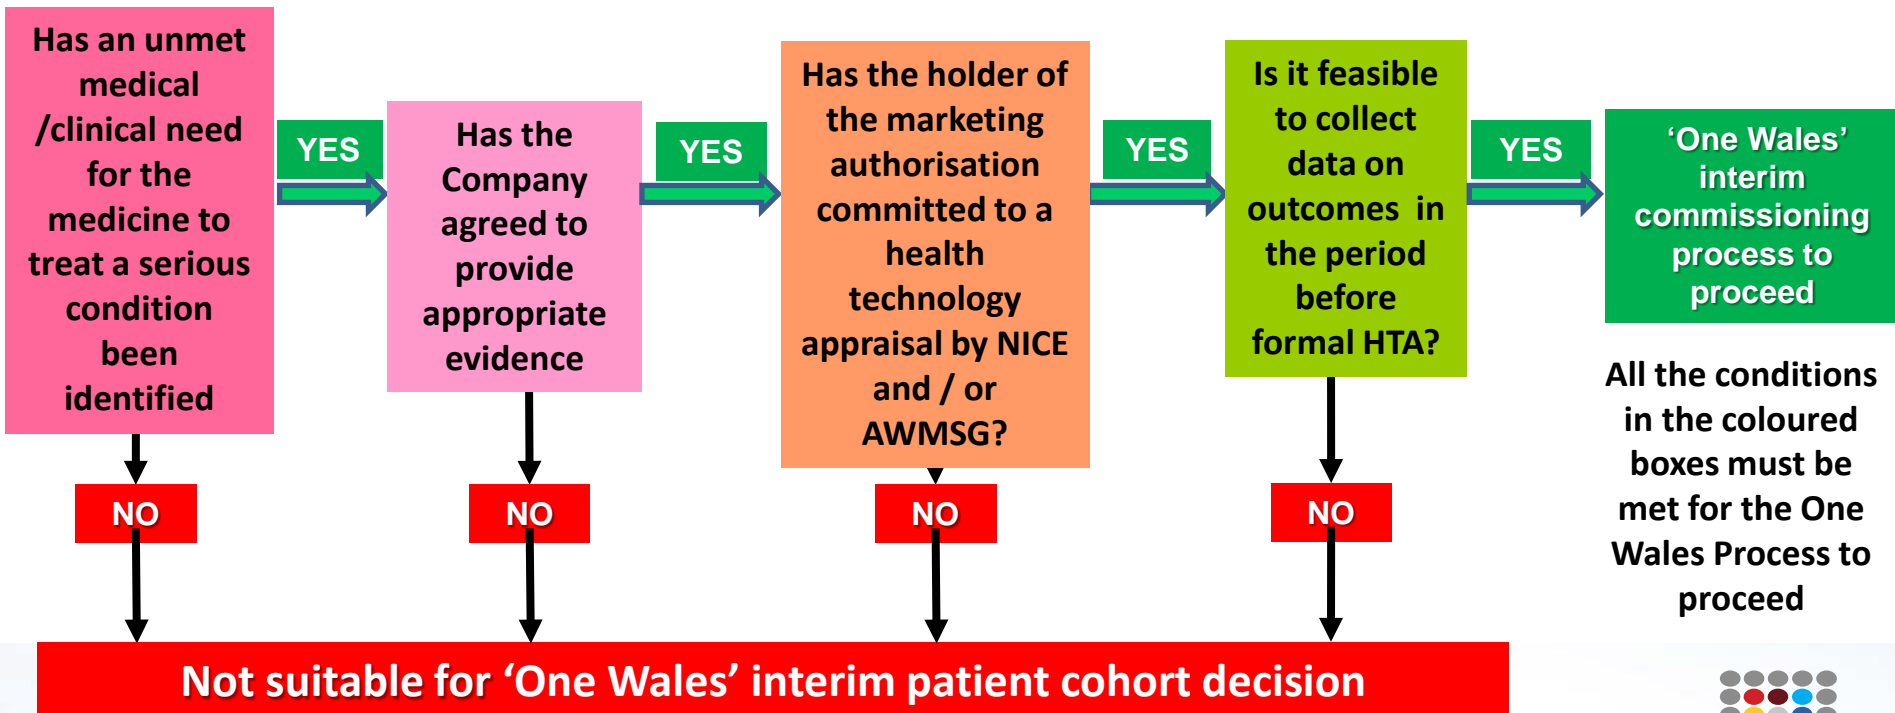 Has an unmet
medical
/clinical need
for the
medicine to
treat a serious
condition
been
identified
YES
Has the
Company
agreed to
provide
appropriate
evidence
YES
Has the holder of
the marketing
authorisation
committed to a
health
technology
appraisal by NICE
and / or
AWMSG?
YES
Is it feasible
to collect
data on
outcomes in
the period
before
formal HTA?
YES
‘One Wales’
interim
commissioning
process to
proceed
All the conditions
in the coloured
boxes must be
met for the One
Wales Process to
proceed
NO
NO
NO
NO
Not suitable for ‘One Wales’ interim patient cohort decision